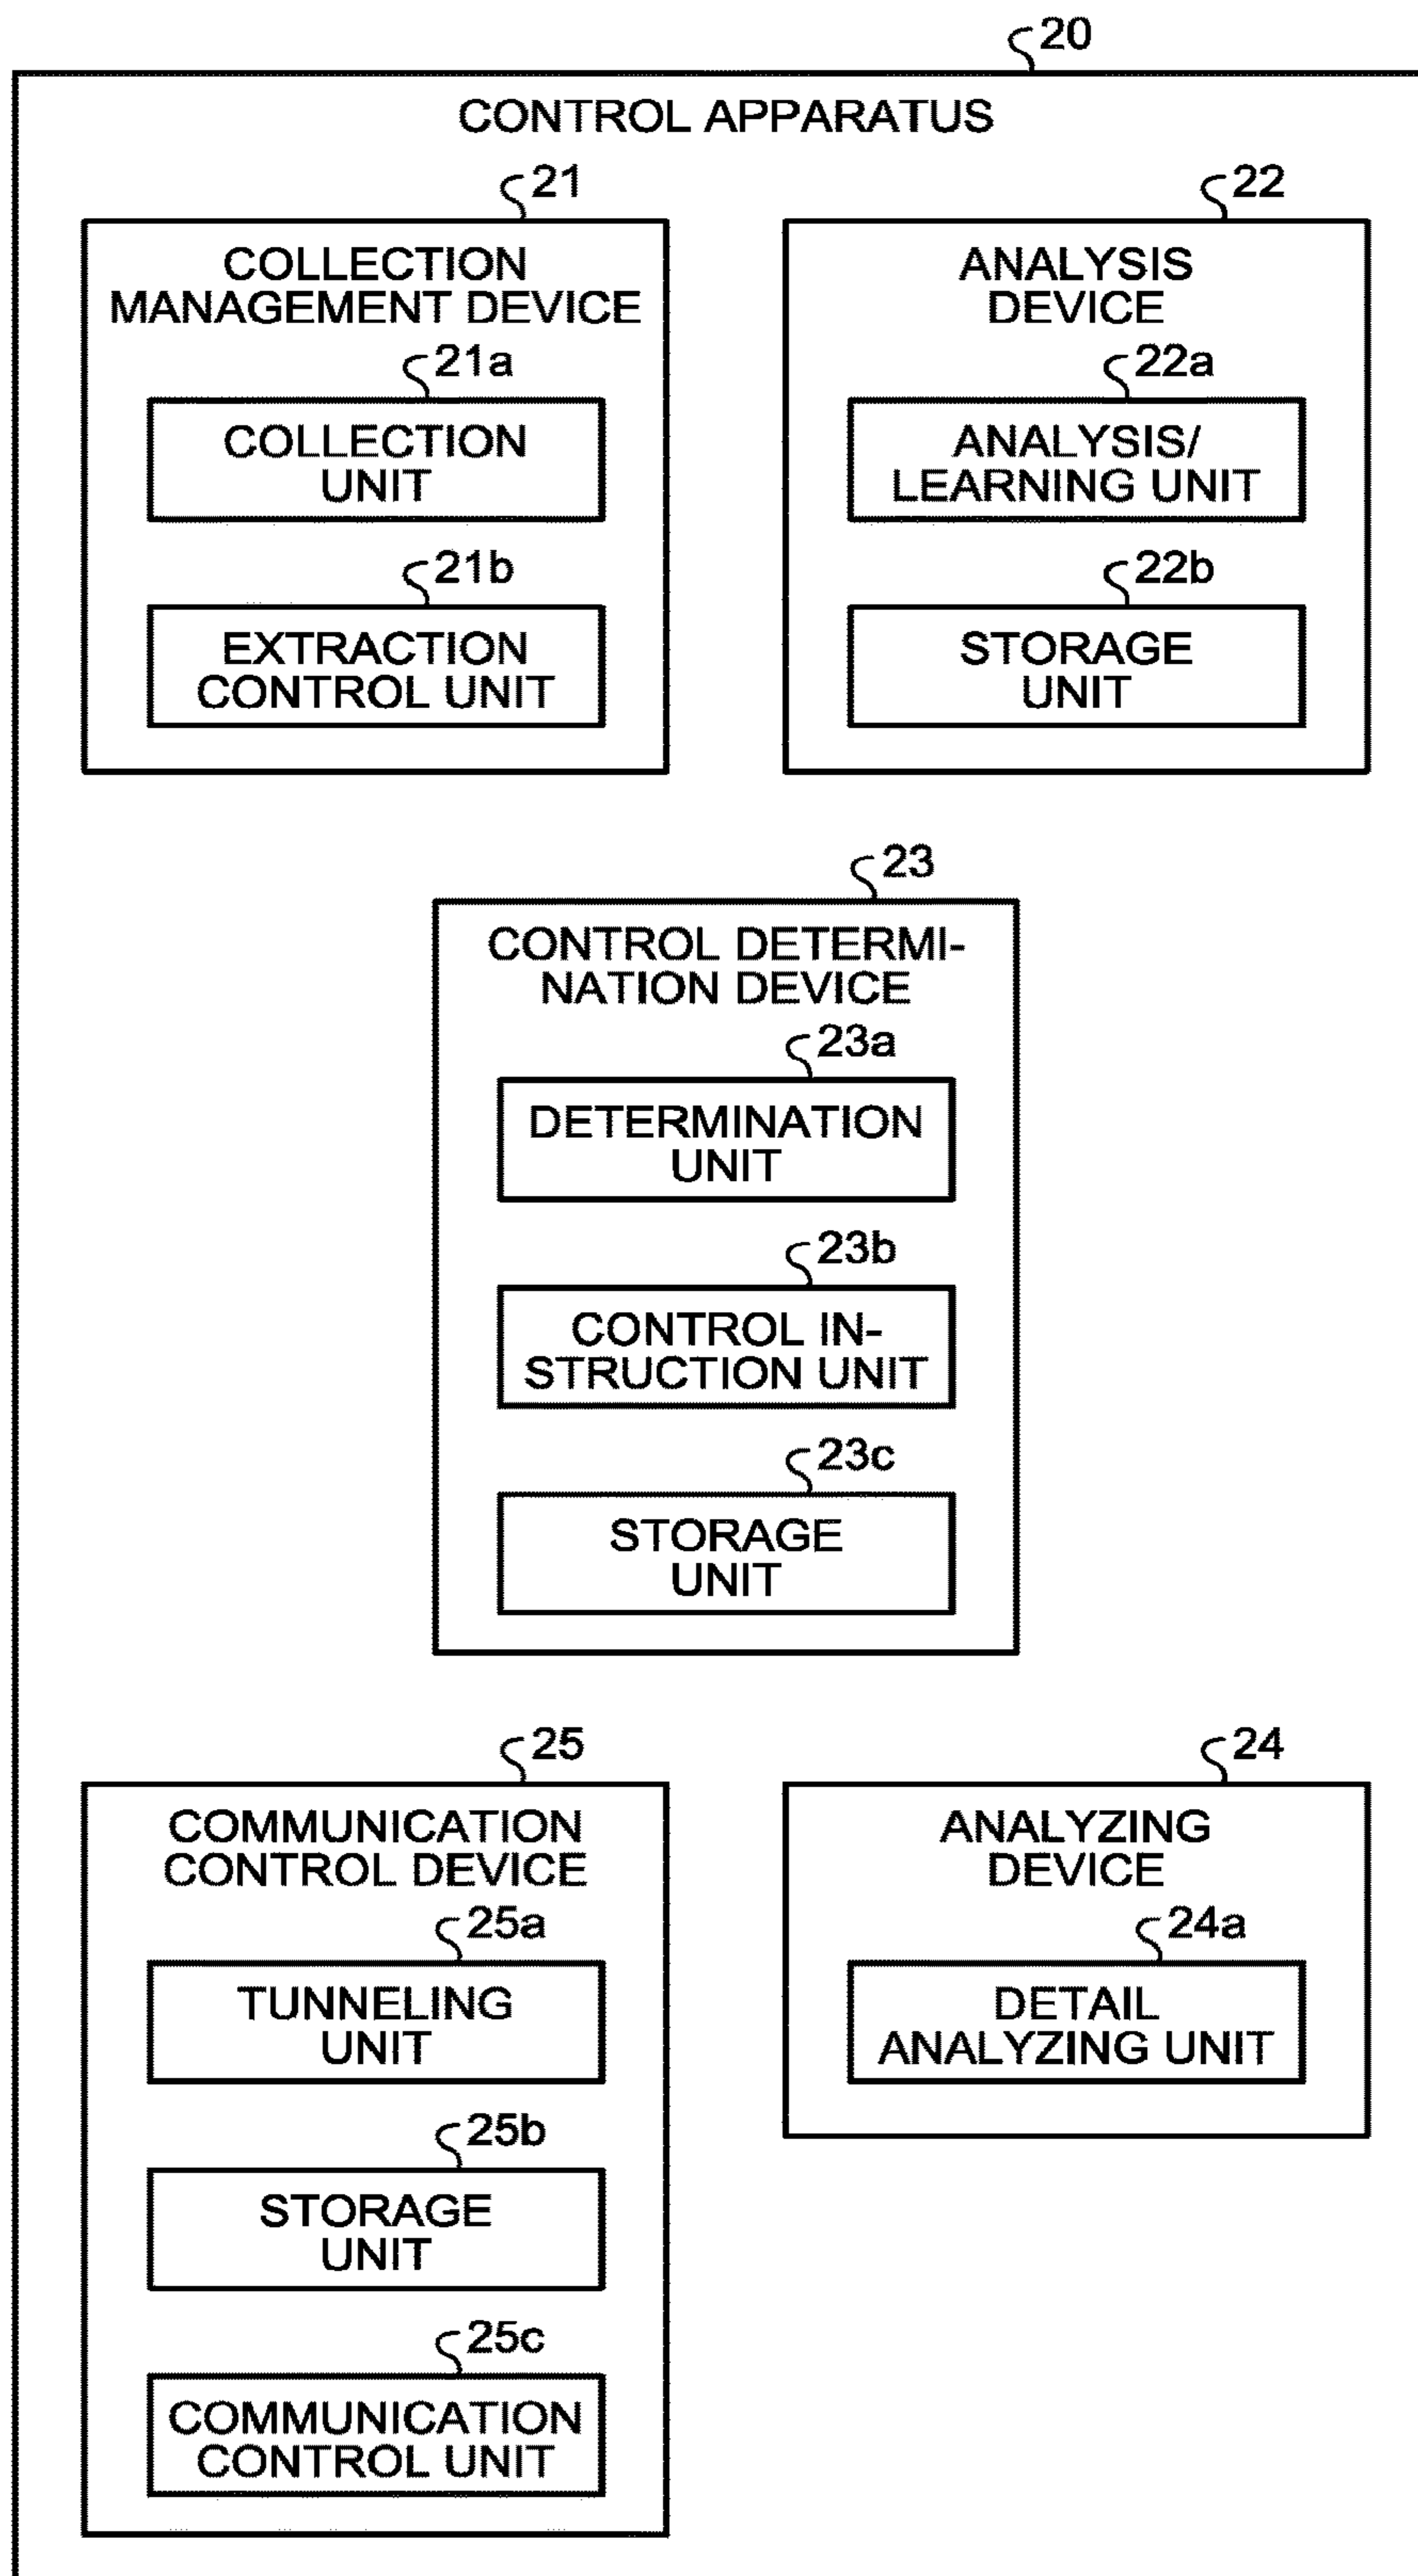 20
CONTROL APPARATUS
21
COLLECTION
MANAGEMENT DEVICE
21a
COLLECTION
UNIT
21b
EXTRACTION
CONTROL UNIT
22
ANALYSIS
DEVICE
22a
ANALYSIS/
LEARNING UNIT
22b
STORAGE
UNIT
23
CONTROL DETERMI-
NATION DEVICE
23a
DETERMINATION
UNIT
23b
CONTROL IN-
STRUCTION UNIT
23c
STORAGE
UNIT
25
COMMUNICATION
CONTROL DEVICE
25a
TUNNELING
UNIT
25b
STORAGE
UNIT
25c
COMMUNICATION
CONTROL UNIT
24
ANALYZING
DEVICE
24a
DETAIL
ANALYZING UNIT